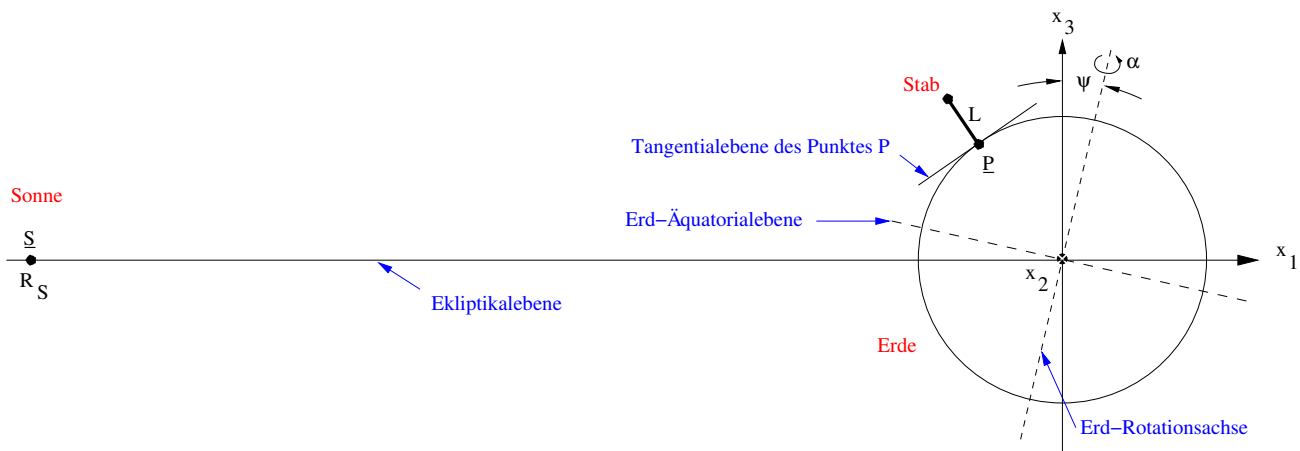 x3
α
ψ
Stab
L
Tangentialebene des Punktes P
P
Sonne
Erd−Äquatorialebene
S
x1
RS
x2
Ekliptikalebene
Erde
Erd−Rotationsachse